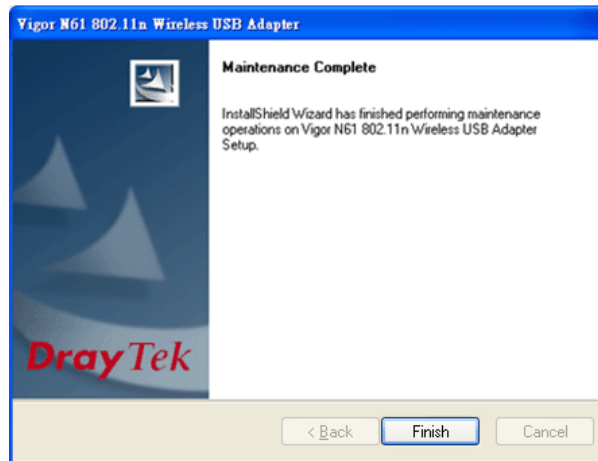 Vigor N61 802.11n Wireless USB Adapter
Maintenance Complete
InstallShield Wizard has finished performing maintenance
operations on Vigor N61 802.11n Wireless USB Adapter
Setup.
DrayTek
< Back
Finish
Cancel